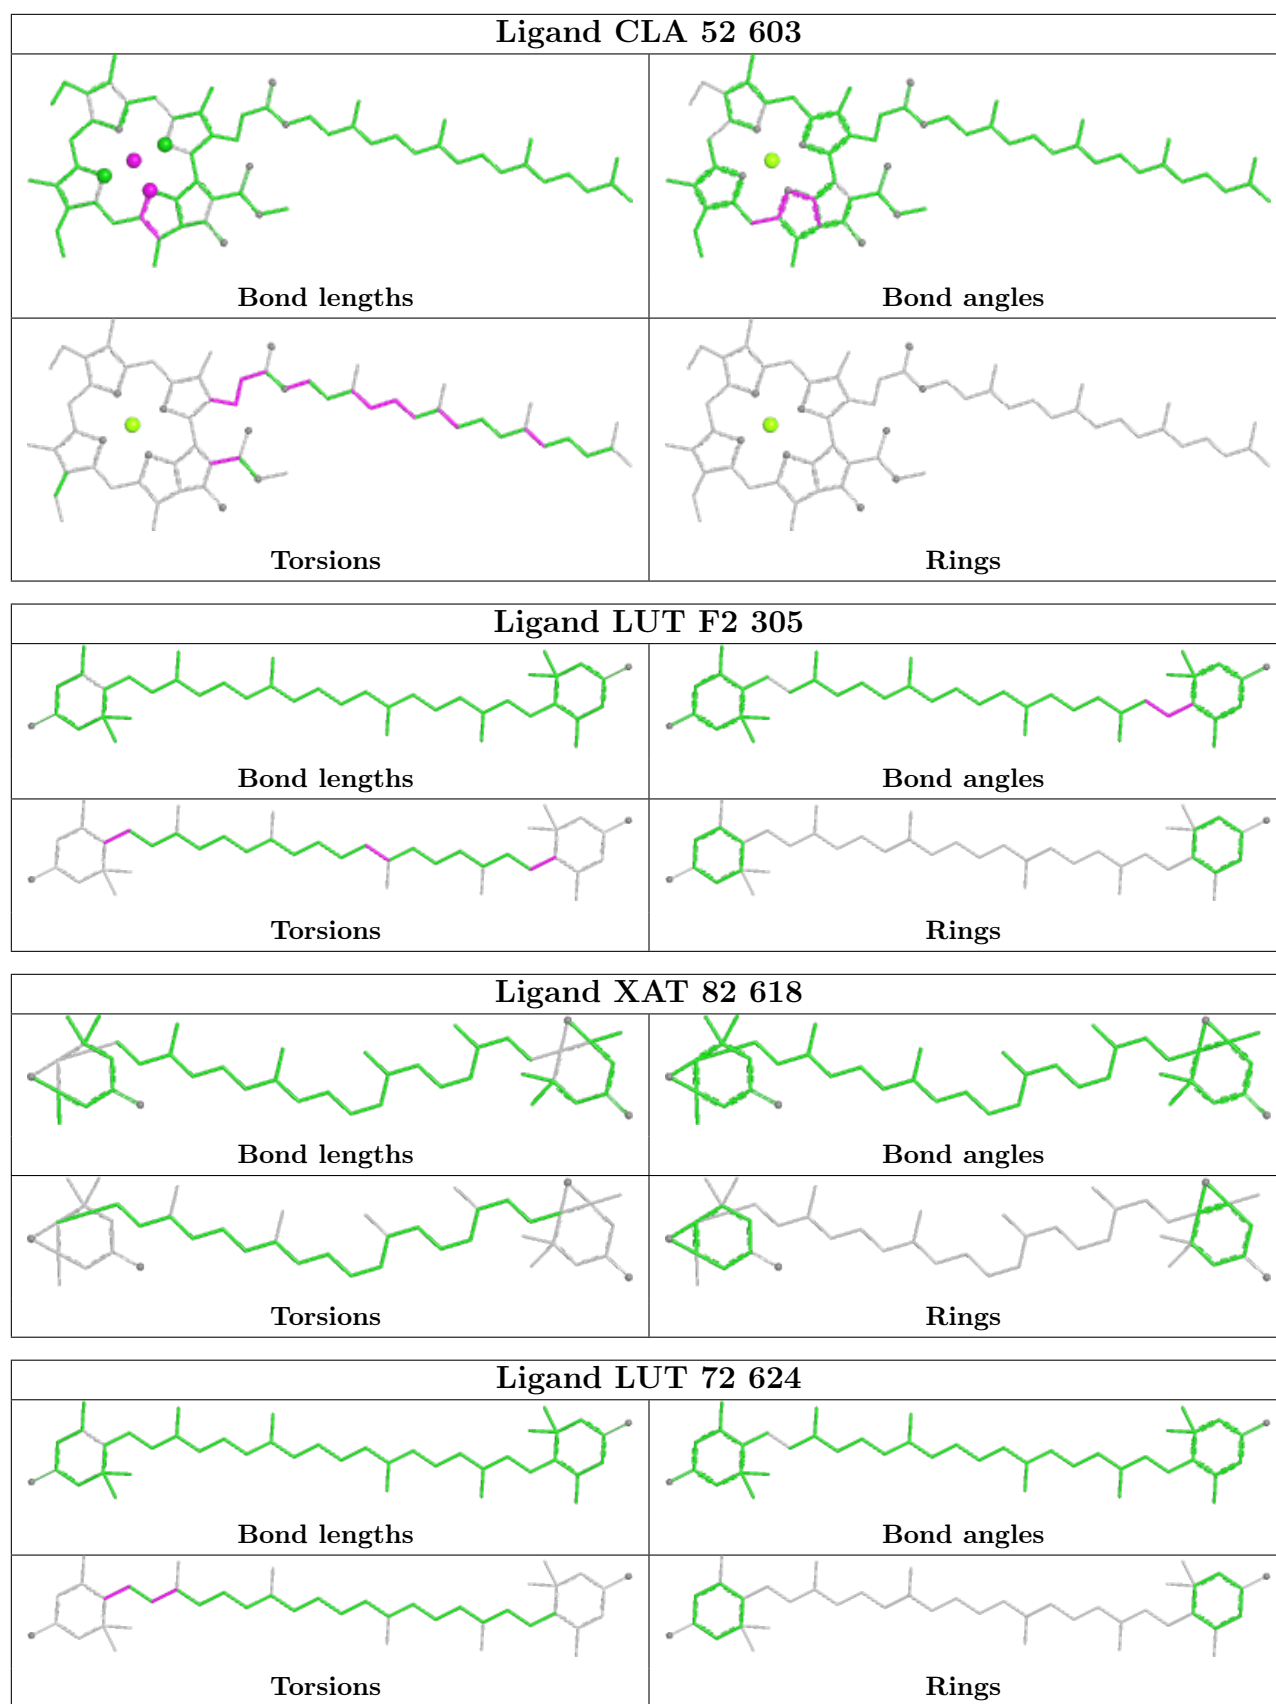 Ligand CLA 52 603
Bond lengths
Bond angles
Torsions
Rings
Ligand LUT F2 305
Bond lengths
Bond angles
Torsions
Rings
Ligand XAT 82 618
Bond lengths
Bond angles
Torsions
Rings
Ligand LUT 72 624
Bond lengths
Bond angles
Torsions
Rings